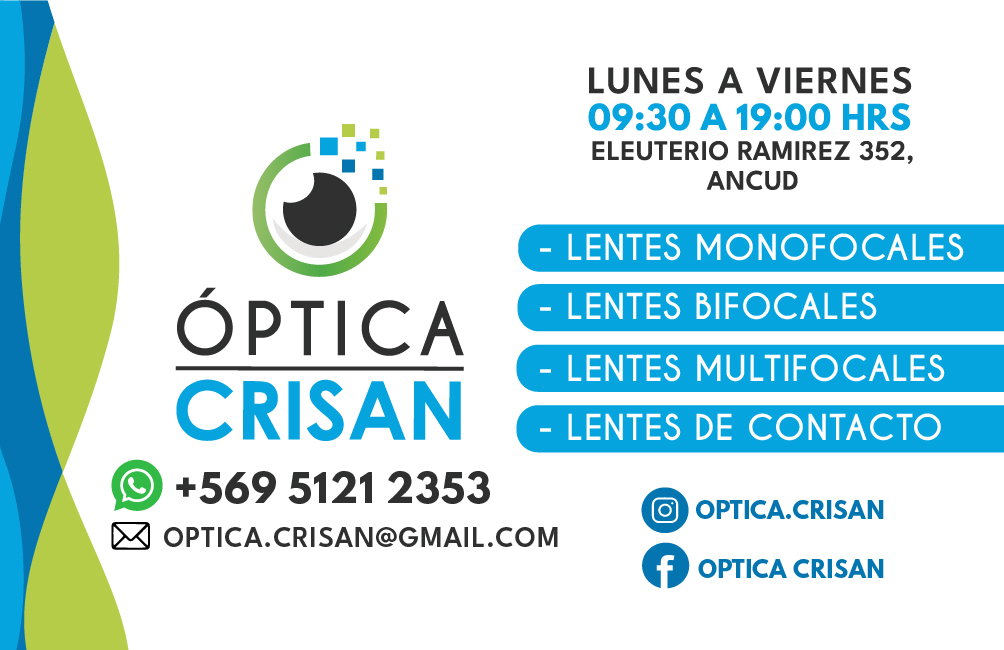 ÓPTICA
CRISAN
+569 5121 2353
OPTICA.CRISAN@GMAIL.COM
LUNES A VIERNES
09:30 A 19:00 HRS
ELEUTERIO RAMIREZ 352,
ANCUD
- LENTES MONOFOCALES
- LENTES BIFOCALES
- LENTES MULTIFOCALES
- LENTES DE CONTACTO
OPTICA.CRISAN
OPTICA CRISAN